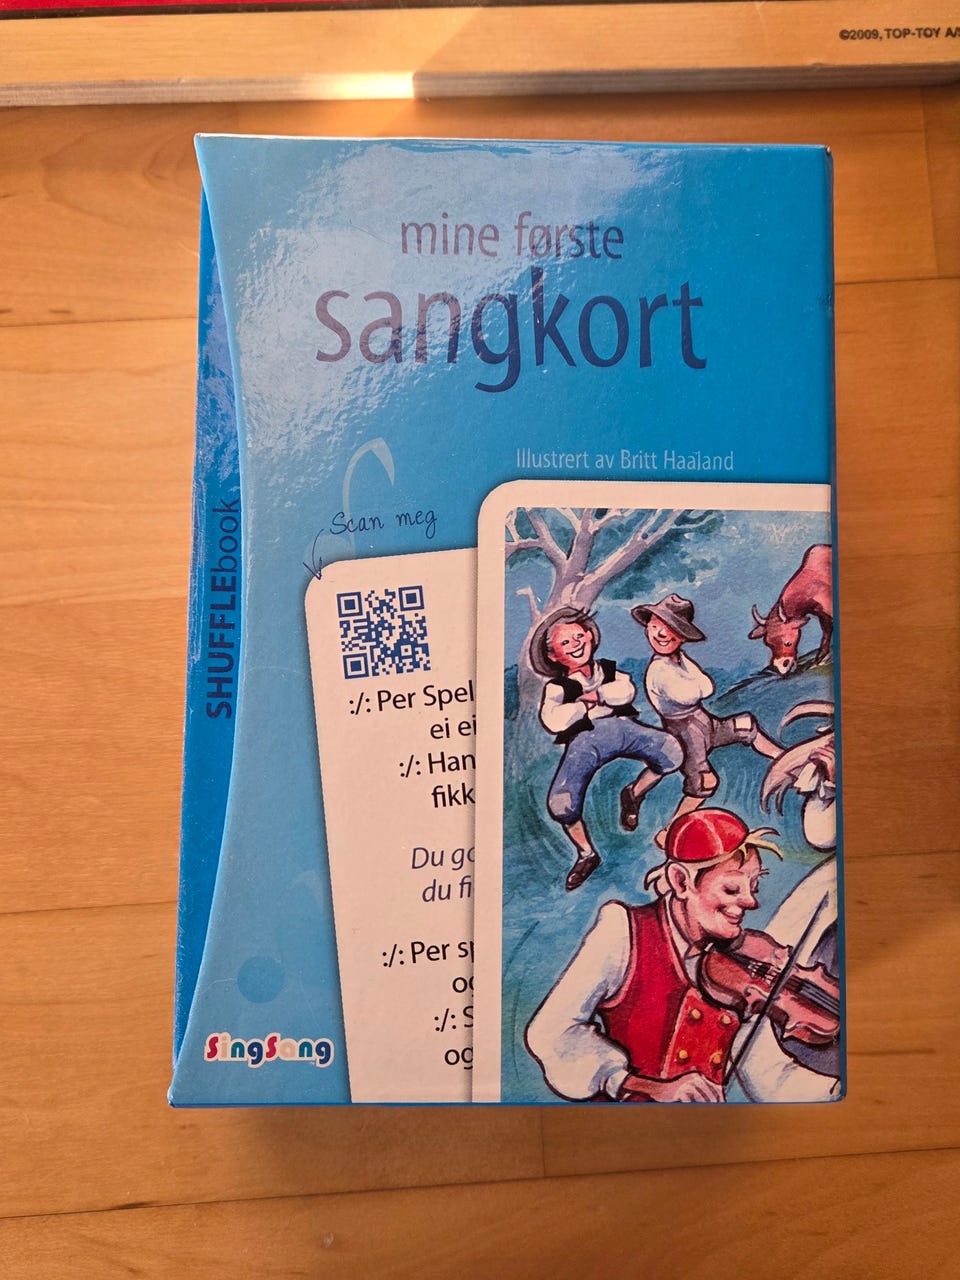 ©2009, TOP-TOY A/S
mine første
sangkort
Illustrert av Britt Haaland
Scan meg
SHUFFLEbook
:/: Per Spel
ei ei
:/: Han
fikk
Du go
du fi
:/: Per sp
og
:/: S
og
SingSang